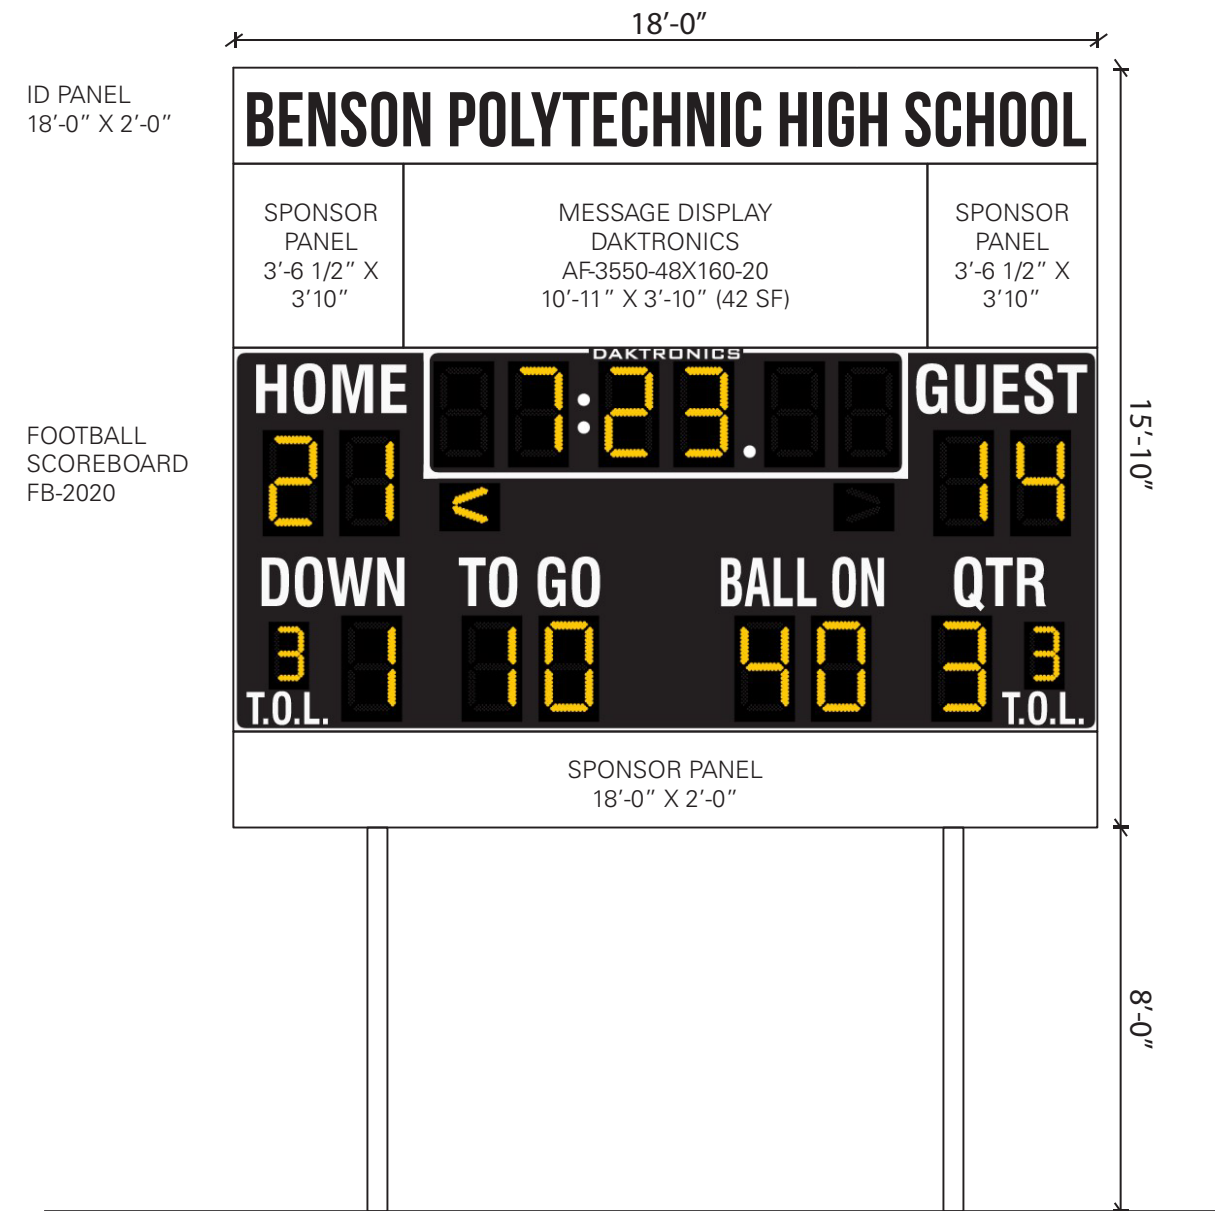 18'-0"
ID PANEL
18'-0" X 2'-0"
BENSON POLYTECHNIC HIGH SCHOOL
SPONSOR
PANEL
3'-6 1/2" X
3'10"
MESSAGE DISPLAY
DAKTRONICS
AF-3550-48X160-20
10'-11" X 3'-10" (42 SF)
SPONSOR
PANEL
3'-6 1/2" X
3'10"
DAKTRONICS
HOME
7:23.
GUEST
FOOTBALL
SCOREBOARD
FB-2020
21
<
>
14
15'-10"
DOWN
TO GO
BALL ON
QTR
3
1
10
40
3
3
T.O.L.
T.O.L.
SPONSOR PANEL
18'-0" X 2'-0"
8'-0"